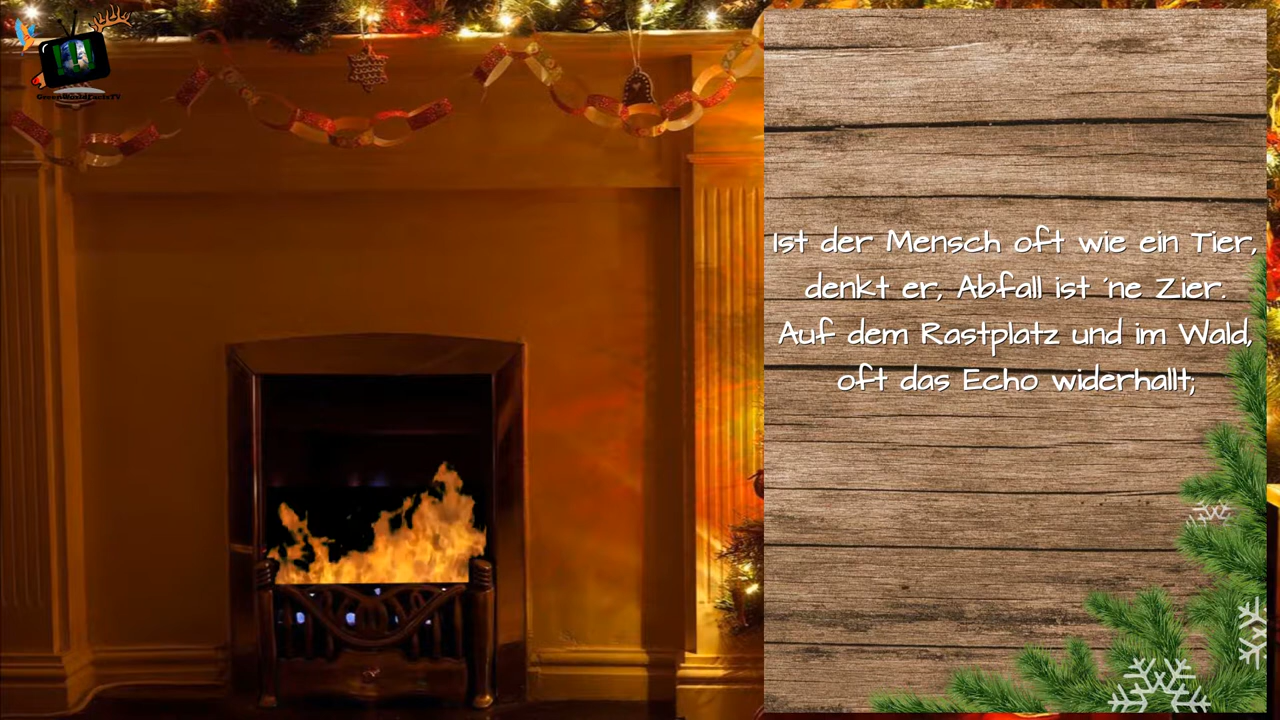 Ist der Mensch oft wie ein Tier,
denkt er, Abfall ist 'ne Zier.
Auf dem Rastplatz und im Wald,
oft das Echo widerhallt;